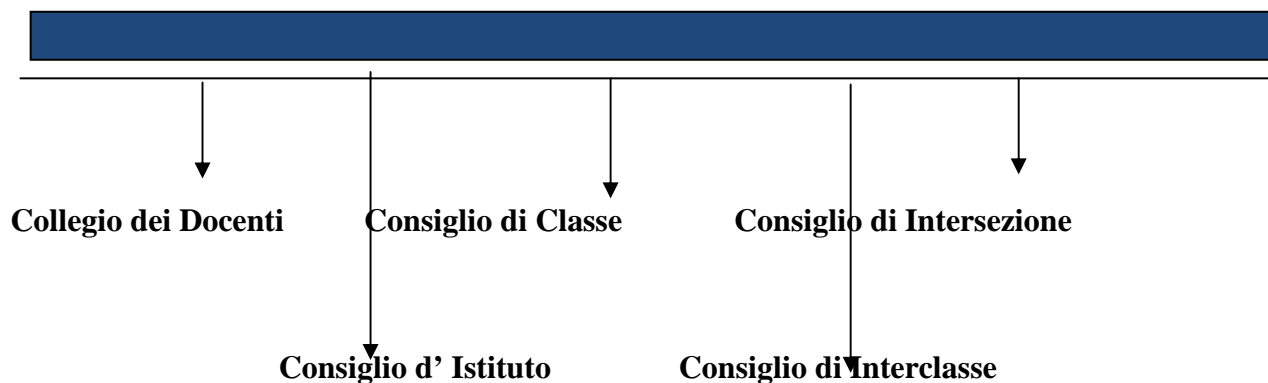 Collegio dei Docenti Consiglio di Classe Consiglio di Intersezione
Consiglio d’ Istituto Consiglio di Interclasse